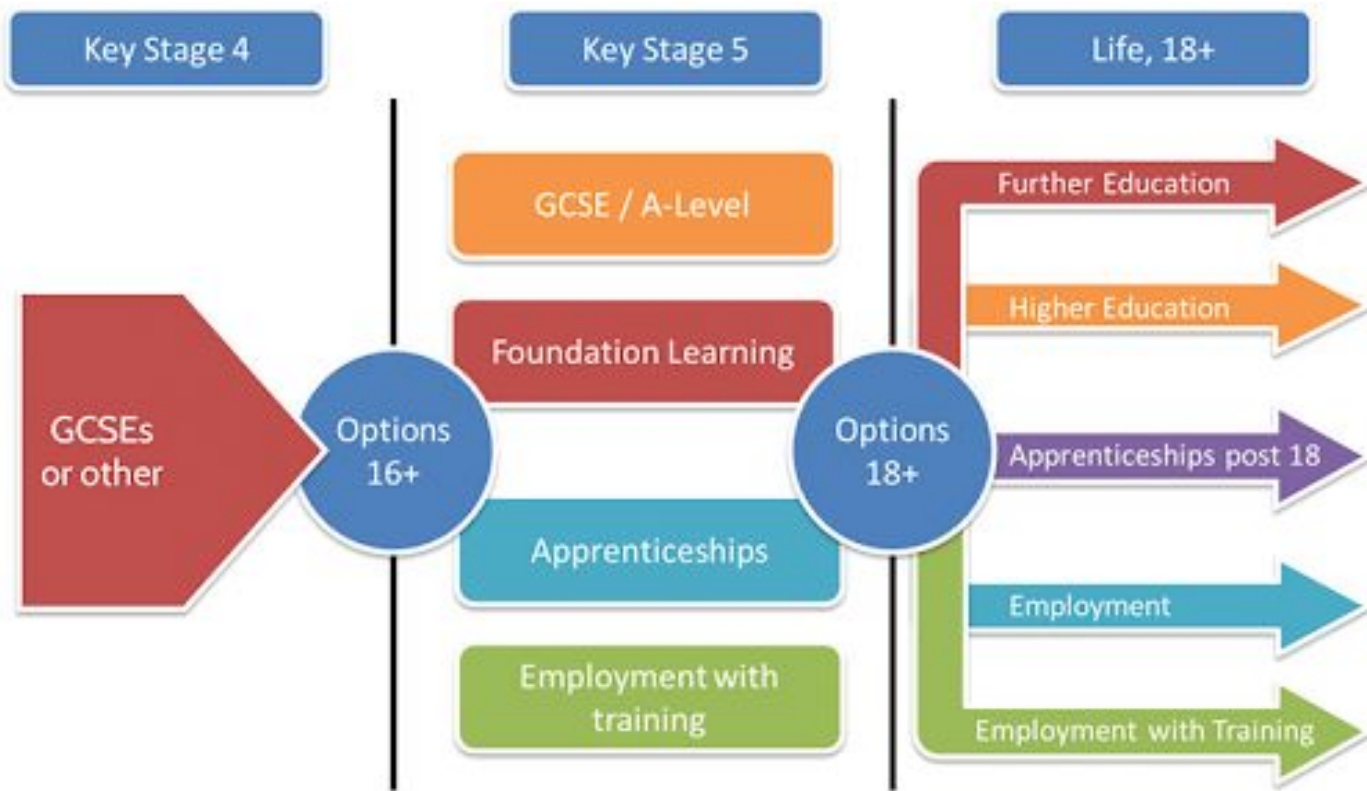 Key Stage 4
Key Stage 5
Life, 18+
GCSEs
or other
Options
16+
GCSE / A-Level
Foundation Learning
Apprenticeships
Employment with
training
Options
18+
Further Education
Higher Education
Apprenticeships post 18
Employment
Employment with Training